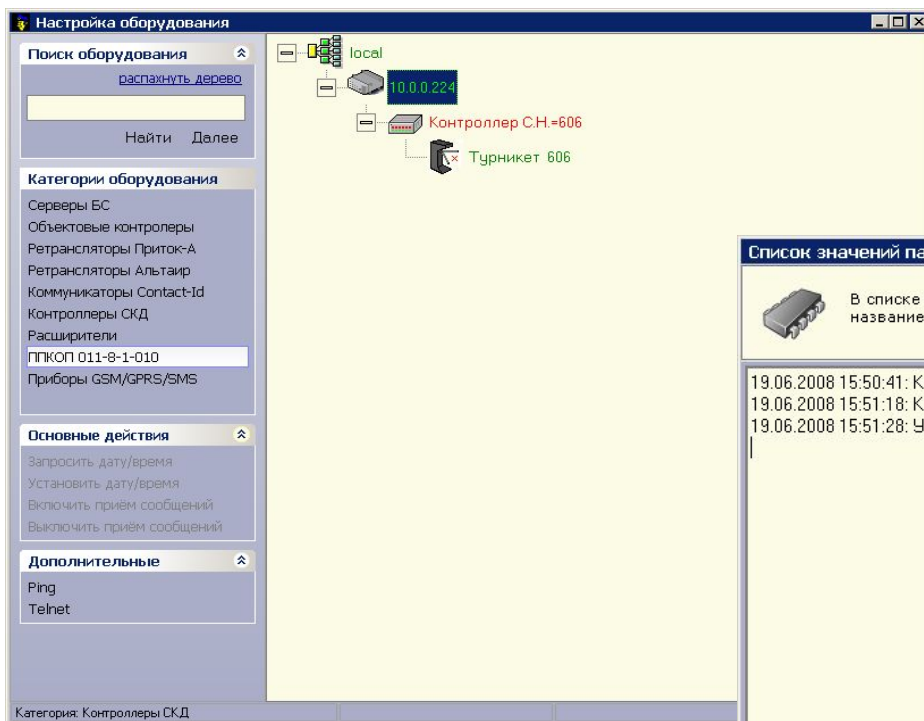 Настройка оборудования
Поиск оборудования
распахнуть дерево
Найти Далее
Категории оборудования
Серверы БС
Объектовые контролеры
Ретрансляторы Приток-А
Ретрансляторы Альтаир
Коммуникаторы Contact-Id
Контроллеры СКД
Расширители
ППКОП 011-8-1-010
Приборы GSM/GPRS/SMS
Основные действия
Запросить дату/время
Установить дату/время
Включить приём сообщений
Выключить приём сообщений
Дополнительные
Ping
Telnet
Категория: Контроллеры СКД
local
10.0.0.224
Контроллер С.Н.=606
Турникет 606
Список значений па
В списке
название
19.06.2008 15:50:41: К
19.06.2008 15:51:18: К
19.06.2008 15:51:28: У